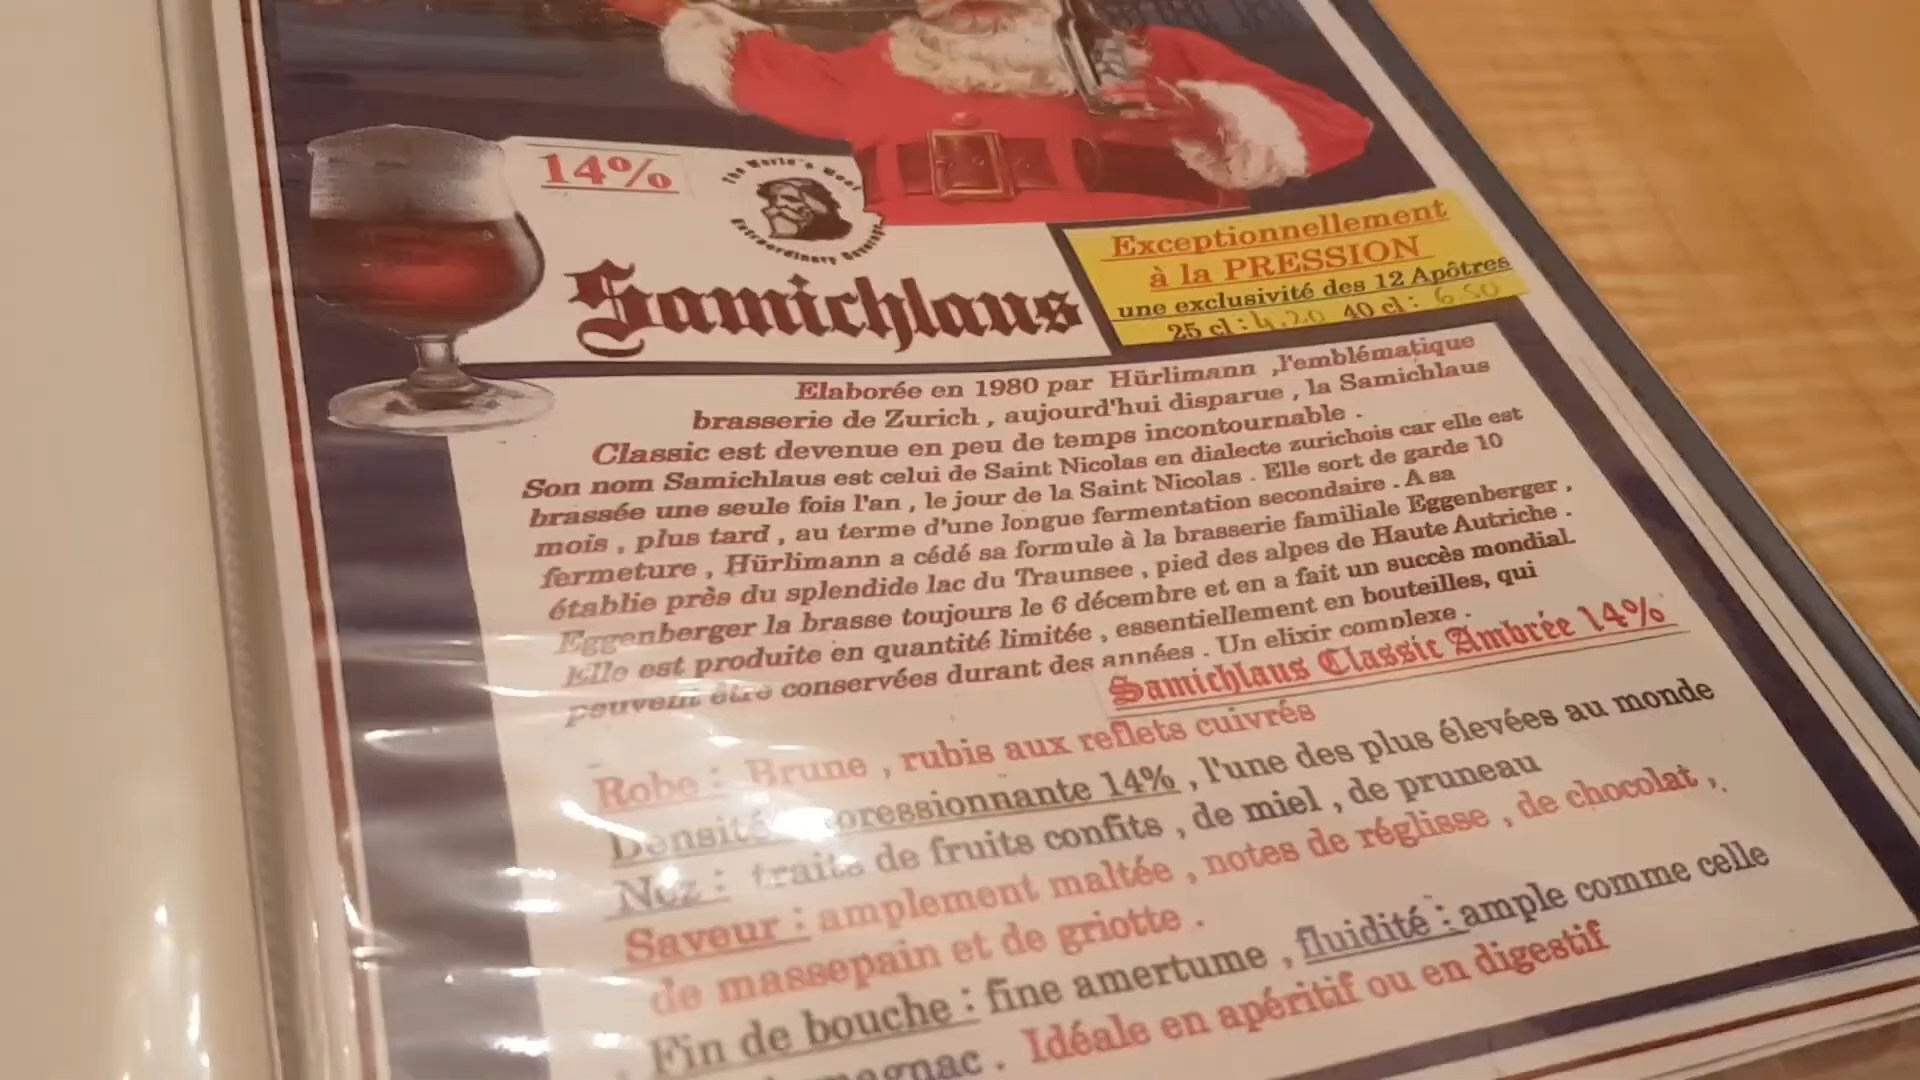 14%
The World's Most
Extraordinary Beverage
Samichlaus
Exceptionnellement
à la PRESSION
une exclusivité des 12 Apôtres
25 cl : 4.20 40 cl : 6.50
Elaborée en 1980 par Hürlimann ,l'emblématique
brasserie de Zurich , aujourd'hui disparue , la Samichlaus
Classic est devenue en peu de temps incontournable .
Son nom Samichlaus est celui de Saint Nicolas en dialecte zurichois car elle est
brassée une seule fois l'an , le jour de la Saint Nicolas . Elle sort de garde 10
mois , plus tard , au terme d'une longue fermentation secondaire . A sa
fermeture , Hürlimann a cédé sa formule à la brasserie familiale Eggenberger ,
établie près du splendide lac du Traunsee , pied des alpes de Haute Autriche .
Eggenberger la brasse toujours le 6 décembre et en a fait un succès mondial.
Elle est produite en quantité limitée , essentiellement en bouteilles, qui
peuvent être conservées durant des années . Un elixir complexe .
Samichlaus Classic Ambrée 14%
Robe : Brune , rubis aux reflets cuivrés
Densité 14% , l'une des plus élevées au monde
Nez : traits de fruits confits , de miel , de pruneau
Saveur : amplement maltée , notes de réglisse , de chocolat ,
de massepain et de griotte .
Fin de bouche : fine amertume , fluidité : ample comme celle
Idéale en apéritif ou en digestif